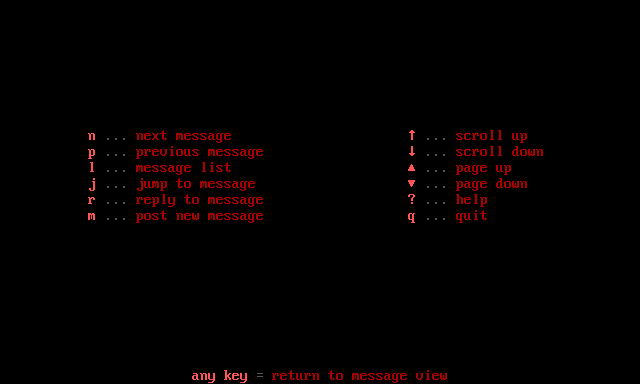 n ... next message
p ... previous message
l ... message list
j ... jump to message
r ... reply to message
m ... post new message
↑ ... scroll up
↓ ... scroll down
▲ ... page up
▼ ... page down
? ... help
q ... quit
any key = return to message view